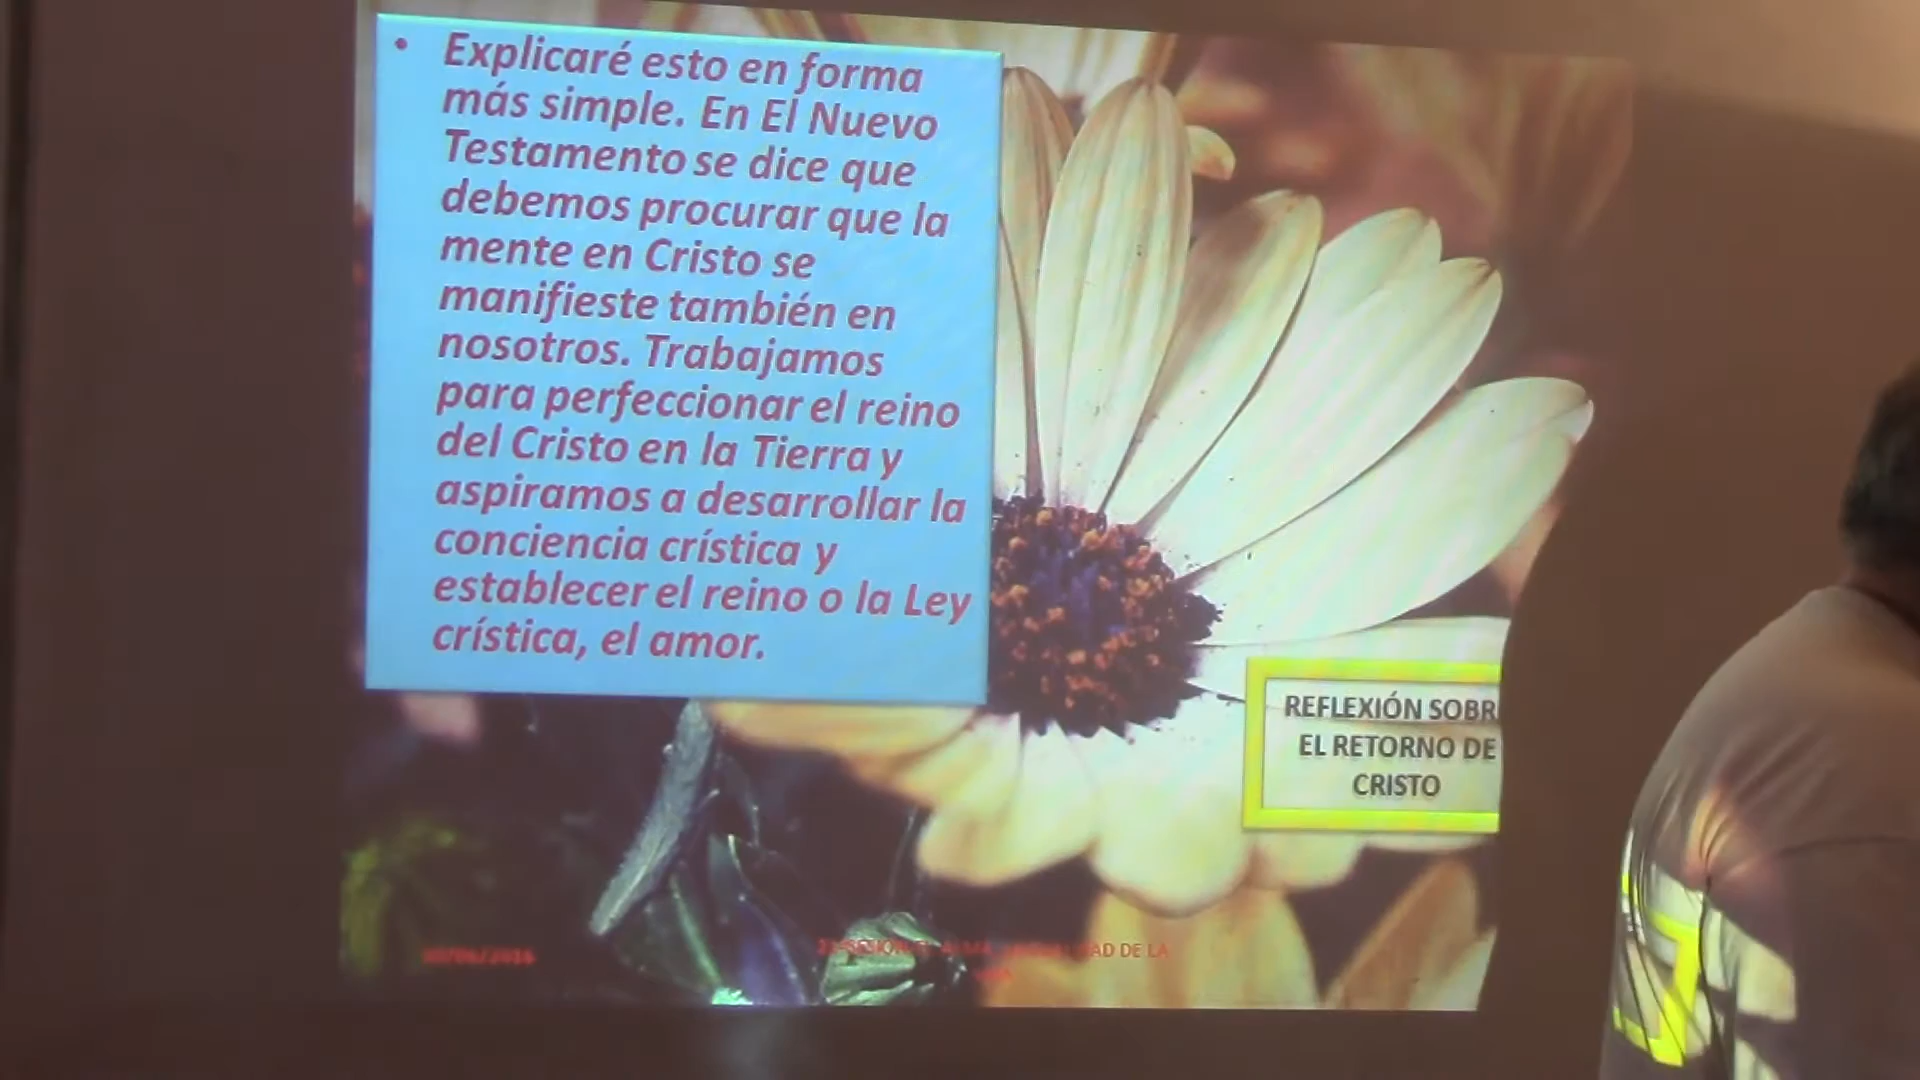 • Explicaré esto en forma
más simple. En El Nuevo
Testamento se dice que
debemos procurar que la
mente en Cristo se
manifieste también en
nosotros. Trabajamos
para perfeccionar el reino
del Cristo en la Tierra y
aspiramos a desarrollar la
conciencia crística y
establecer el reino o la Ley
crística, el amor.
REFLEXIÓN SOBR
EL RETORNO DE
CRISTO
DE LA